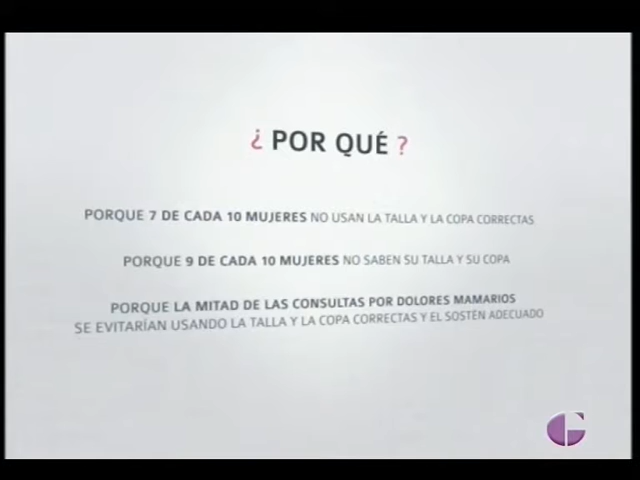 ¿ POR QUÉ ?
PORQUE 7 DE CADA 10 MUJERES NO USAN LA TALLA Y LA COPA CORRECTAS
PORQUE 9 DE CADA 10 MUJERES NO SABEN SU TALLA Y SU COPA
PORQUE LA MITAD DE LAS CONSULTAS POR DOLORES MAMARIOS
SE EVITARÍAN USANDO LA TALLA Y LA COPA CORRECTAS Y EL SOSTÉN ADECUADO
G